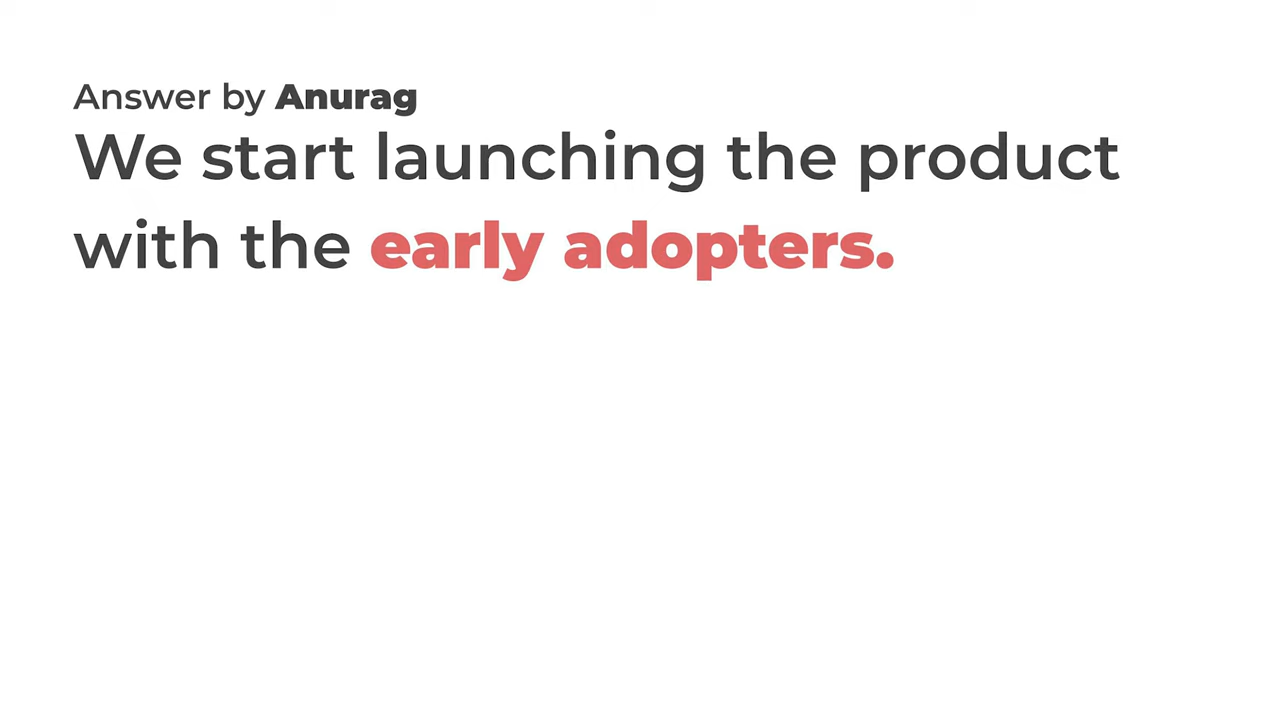 Answer by Anurag
We start launching the product
with the early adopters.